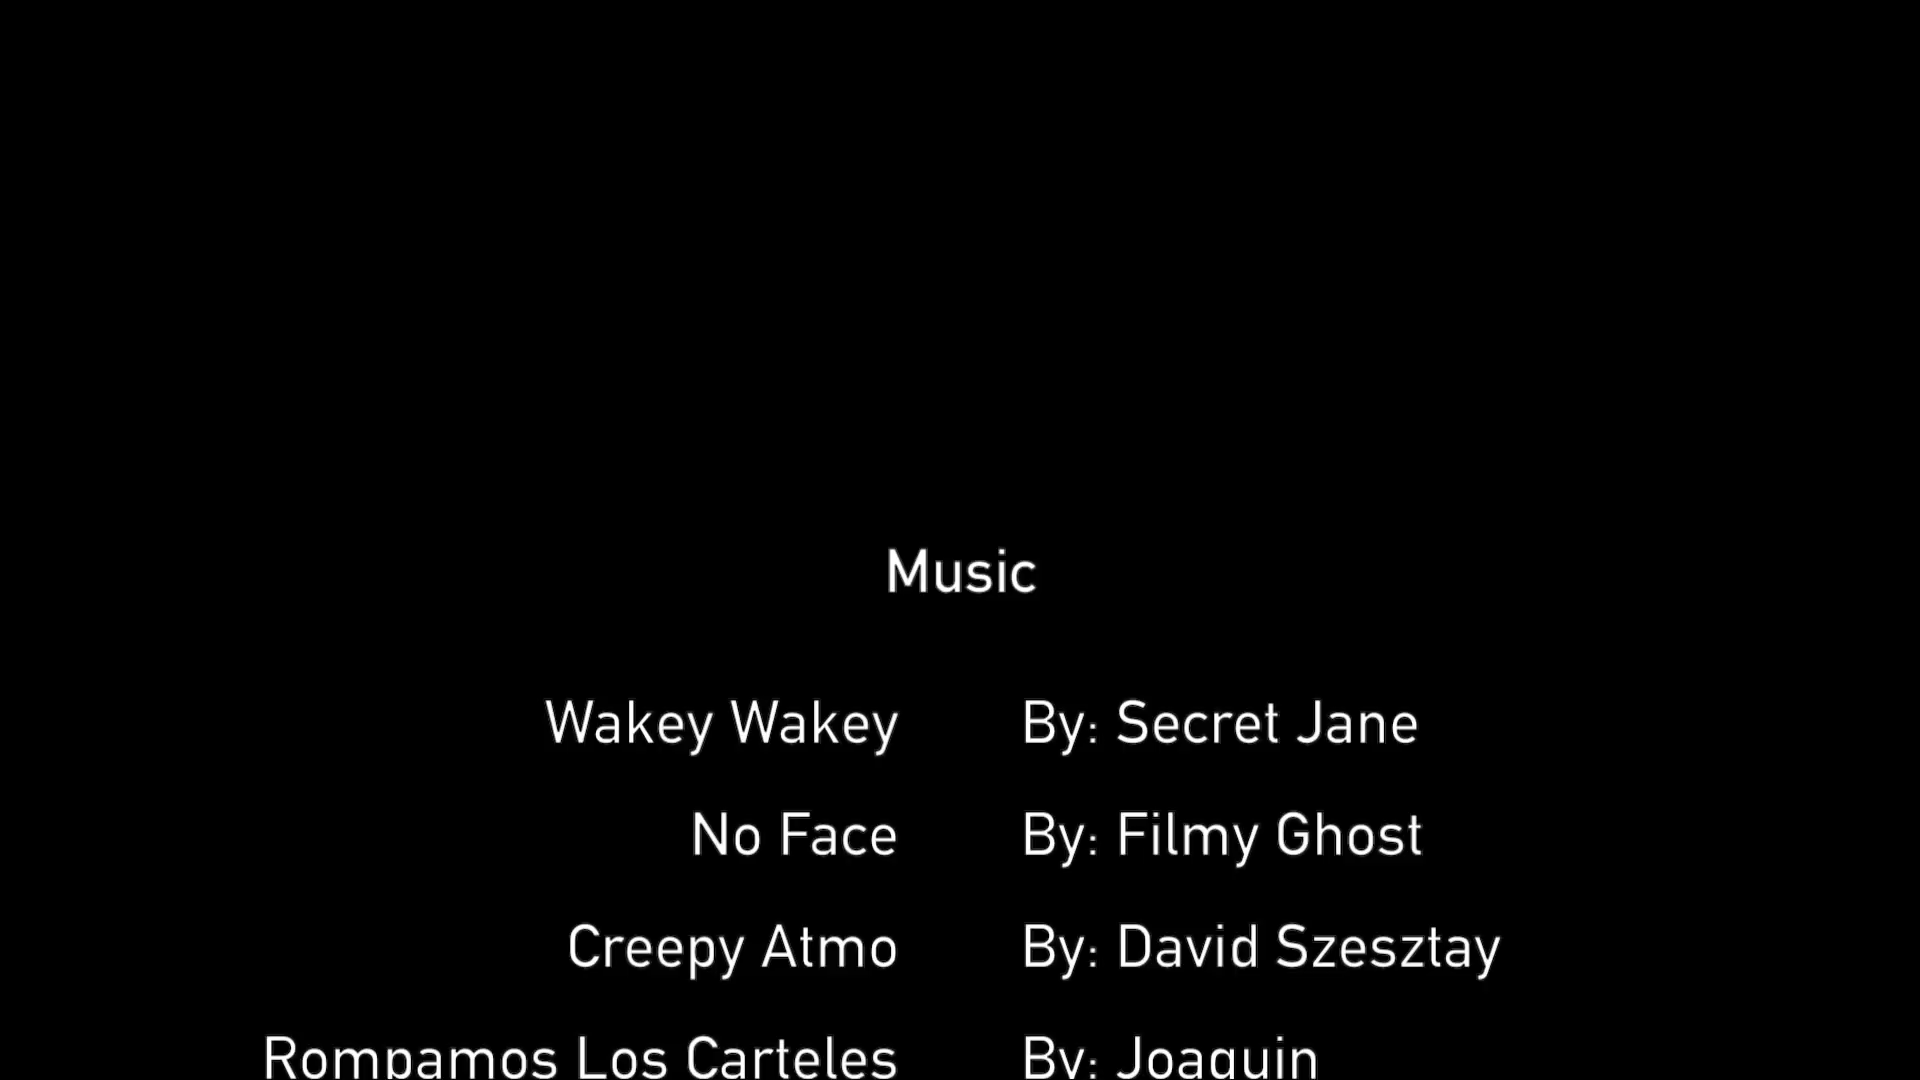 Music
Wakey Wakey By: Secret Jane
No Face By: Filmy Ghost
Creepy Atmo By: David Szesztay
Rompamos Los Carteles By: Joaquin